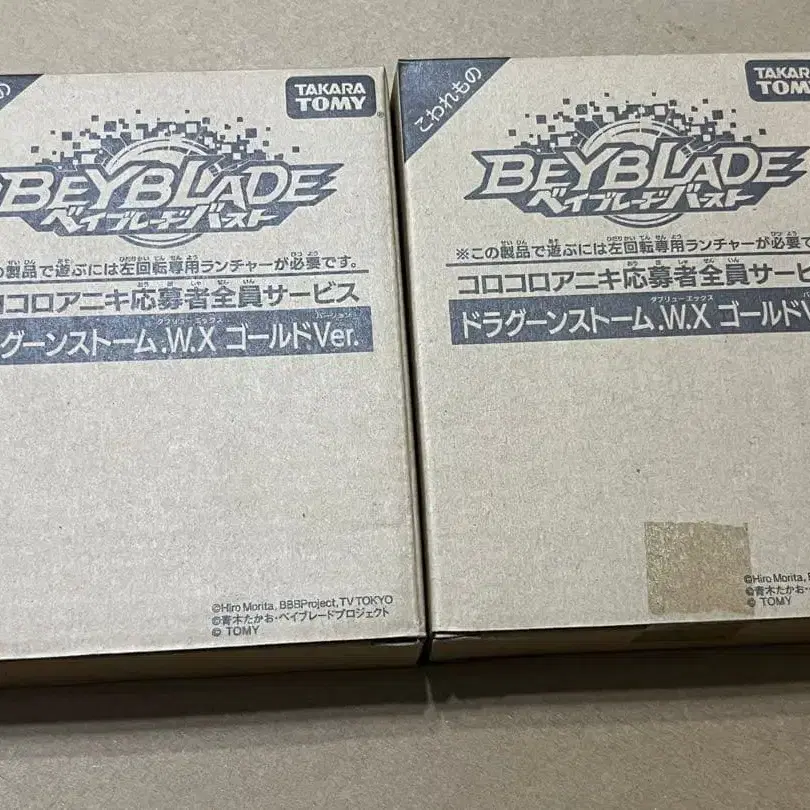 の
TAKARA
TOMY
BEYBLADE
ベイブレードバースト
の製品で遊ぶには左回転専用ランチャーが必要です。
コロアニキ応募者全員サービス
グーンストーム.W.X ゴールドVer.
©Hiro Morita, BBBProject, TV TOKYO
©青木たかお・ベイブレードプロジェクト
© TOMY
こわれもの
TAKARA
TOMY
BEYBLADE
ベイブレードバースト
※この製品で遊ぶには左回転専用ランチャーが必要で
コロコロアニキ応募者全員サービ
ドラグーンストーム.W.X ゴールドV
©Hiro Morita, B
©青木たかお・ベイ
© TOMY